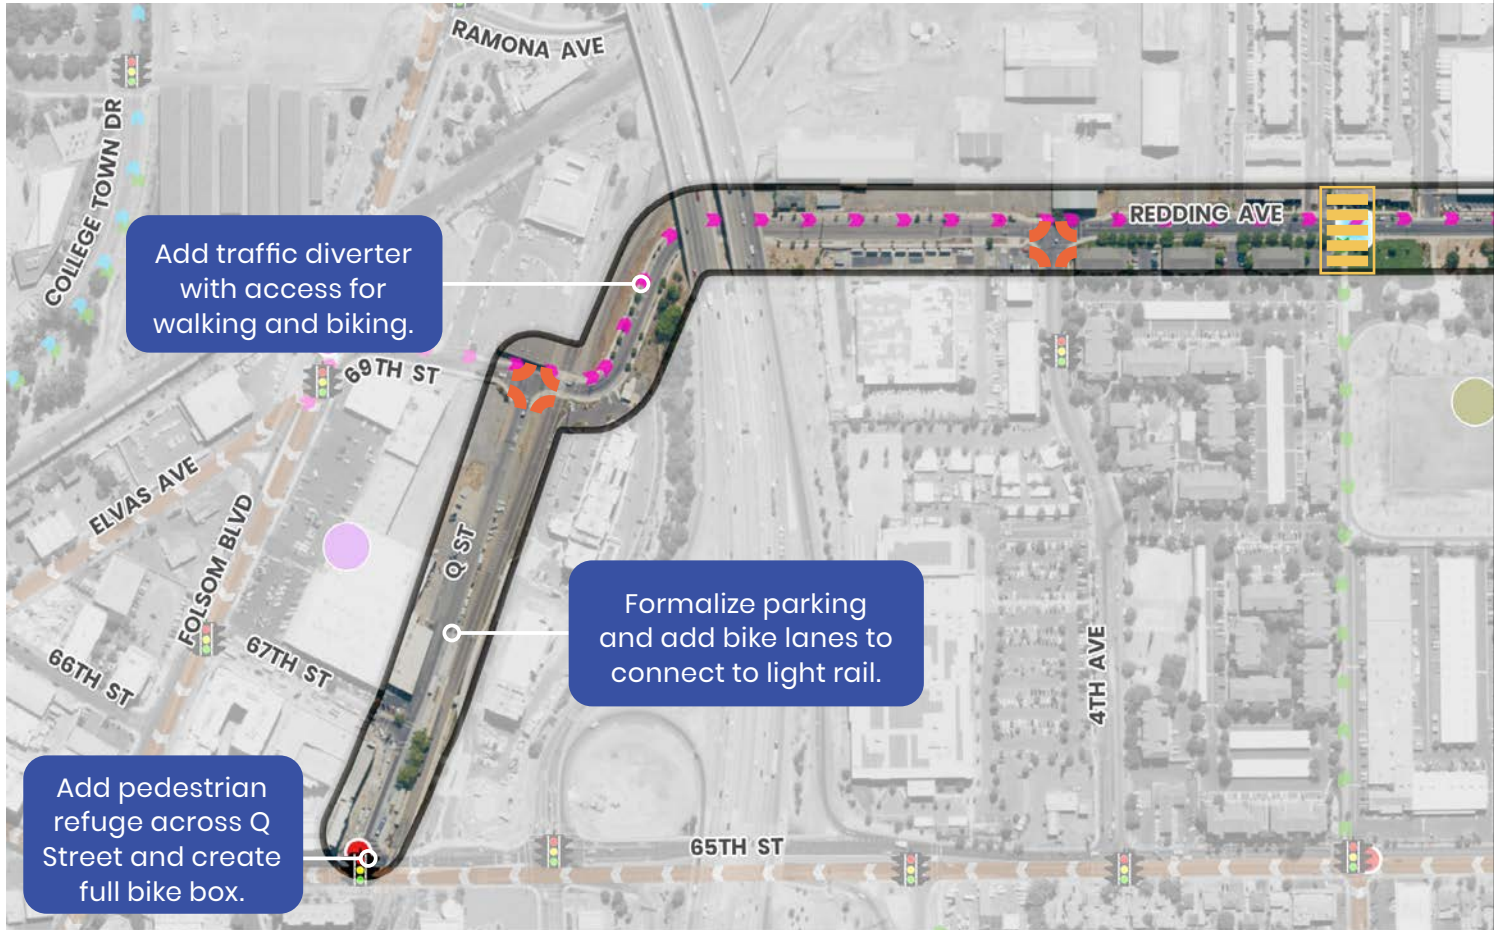 RAMONA AVE
COLLEGE TOWN DR
REDDING AVE
Add traffic diverter
with access for
walking and biking.
69TH ST
ELVAS AVE
FOLSOM BLVD
Q ST
Formalize parking
and add bike lanes to
connect to light rail.
67TH ST
66TH ST
4TH AVE
Add pedestrian
refuge across Q
Street and create
full bike box.
65TH ST